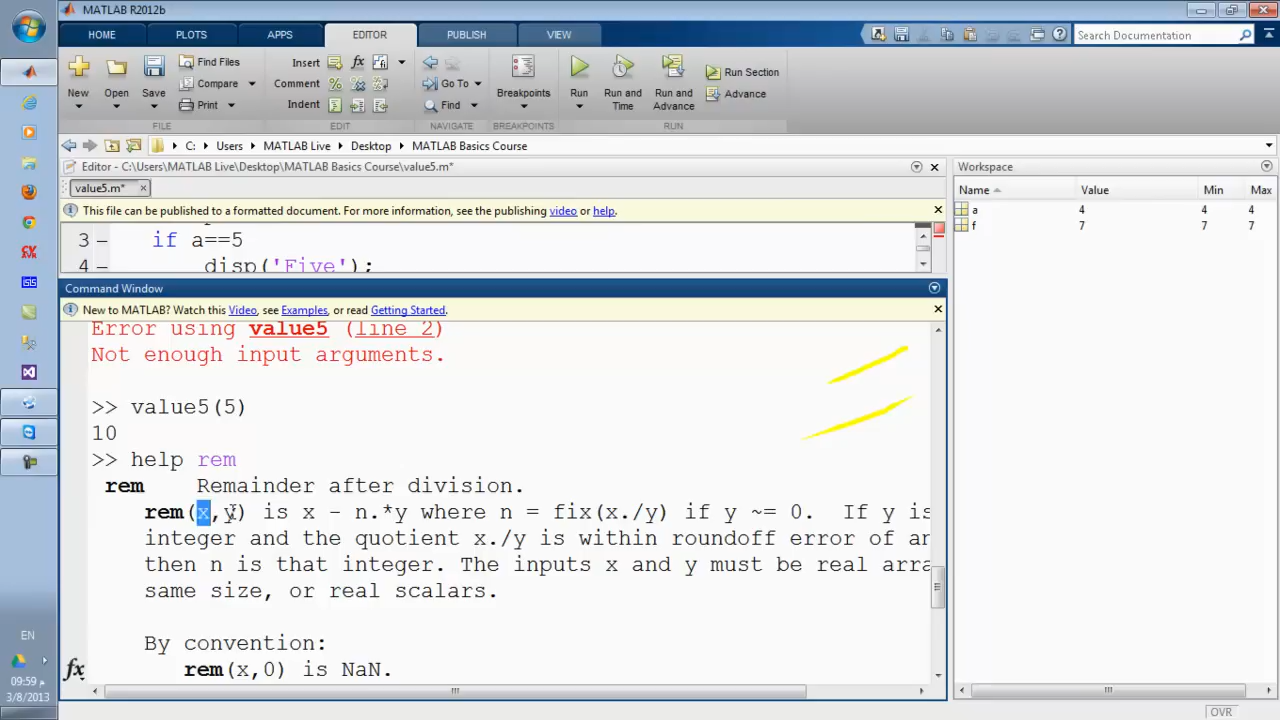 MATLAB R2012b
HOME PLOTS APPS EDITOR PUBLISH VIEW
Search Documentation
New Open Save
Find Files
Compare
Print
Insert
Comment
Indent
fx
Go To
Find
Breakpoints
Run
Run and Time
Run and Advance
Run Section
Advance
FILE EDIT NAVIGATE BREAKPOINTS RUN
C: Users MATLAB Live Desktop MATLAB Basics Course
Editor - C:\Users\MATLAB Live\Desktop\MATLAB Basics Course\value5.m*
value5.m*
This file can be published to a formatted document. For more information, see the publishing video or help.
3 – if a==5
4 – disp('Five');
Command Window
New to MATLAB? Watch this Video, see Examples, or read Getting Started.
Error using value5 (line 2)
Not enough input arguments.
>> value5(5)
10
>> help rem
rem Remainder after division.
rem(x,y) is x - n.*y where n = fix(x./y) if y ~= 0. If y is
integer and the quotient x./y is within roundoff error of an
then n is that integer. The inputs x and y must be real arra
same size, or real scalars.
By convention:
rem(x,0) is NaN.
fx
Workspace
Name Value Min Max
a 4 4 4
f 7 7 7
EN
09:59 م
3/8/2013
OVR